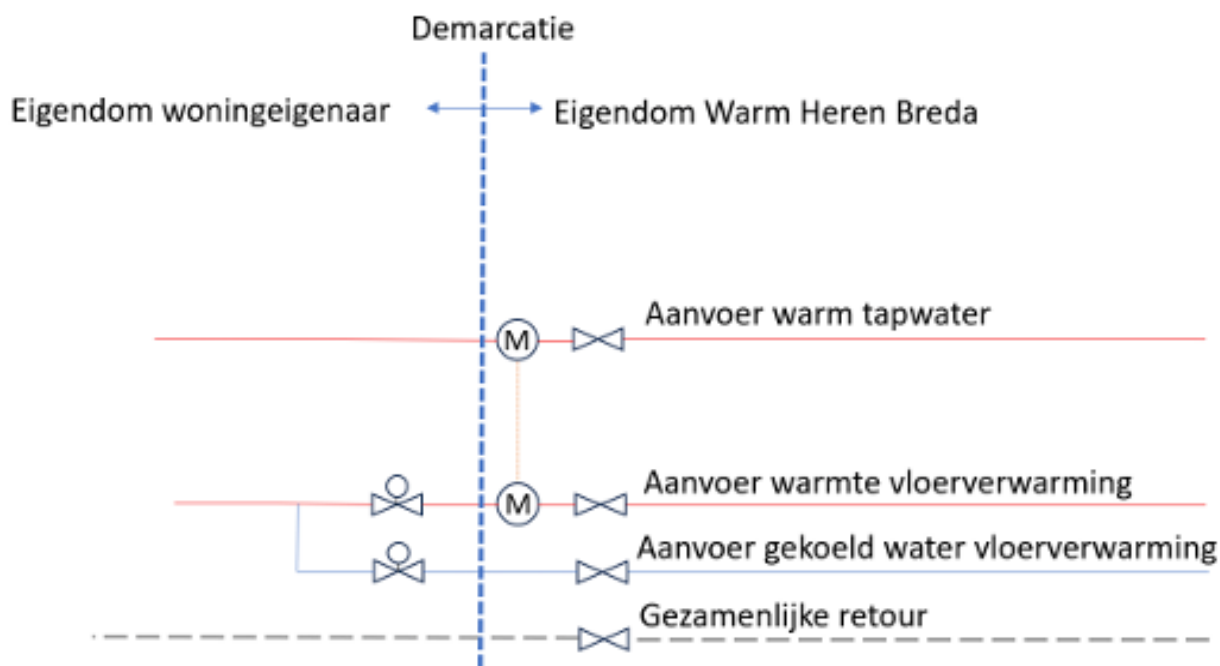 Demarcatie
Eigendom woningeigenaar
Eigendom Warm Heren Breda
Aanvoer warm tapwater
M
Aanvoer warmte vloerverwarming
M
Aanvoer gekoeld water vloerverwarming
Gezamenlijke retour